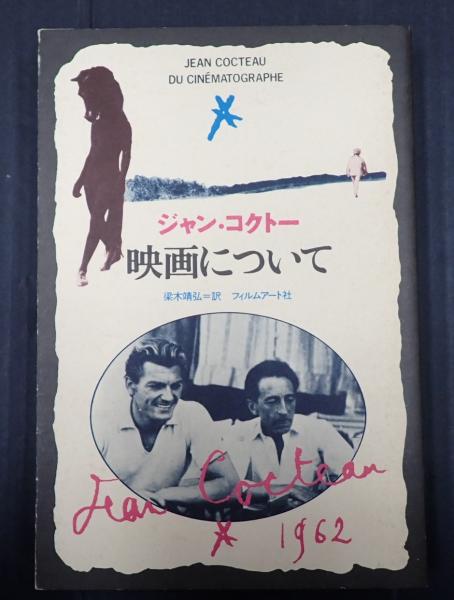 JEAN COCTEAU
DU CINÉMATOGRAPHE
ジャン・コクトー
映画について
梁木靖弘=訳 フィルムアート社
Jean Cocteau
1962